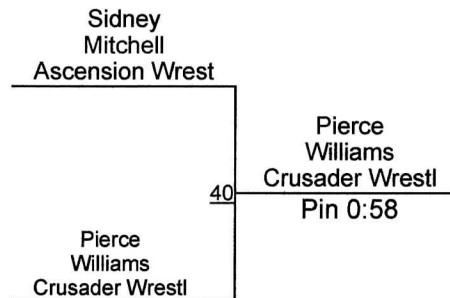 Sidney
Mitchell
Ascension Wrest
Pierce
Williams
Crusader Wrestl
40
Pin 0:58
Pierce
Williams
Crusader Wrestl